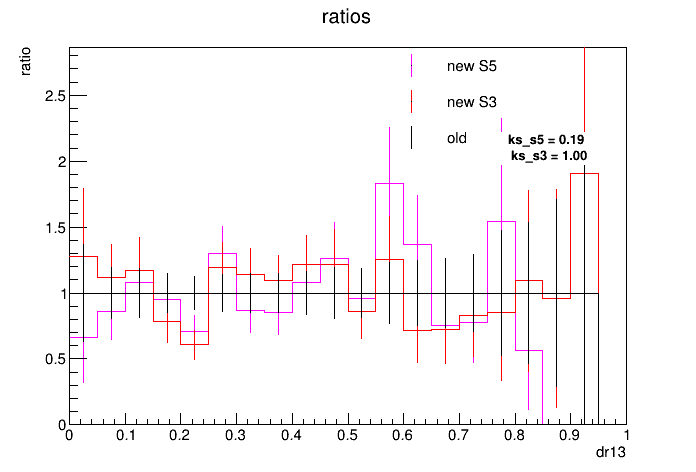 ratios
ratio
new S5
new S3
old
ks_s5 = 0.19
ks_s3 = 1.00
2.5
2
1.5
1
0.5
0
0 0.1 0.2 0.3 0.4 0.5 0.6 0.7 0.8 0.9 1
dr13